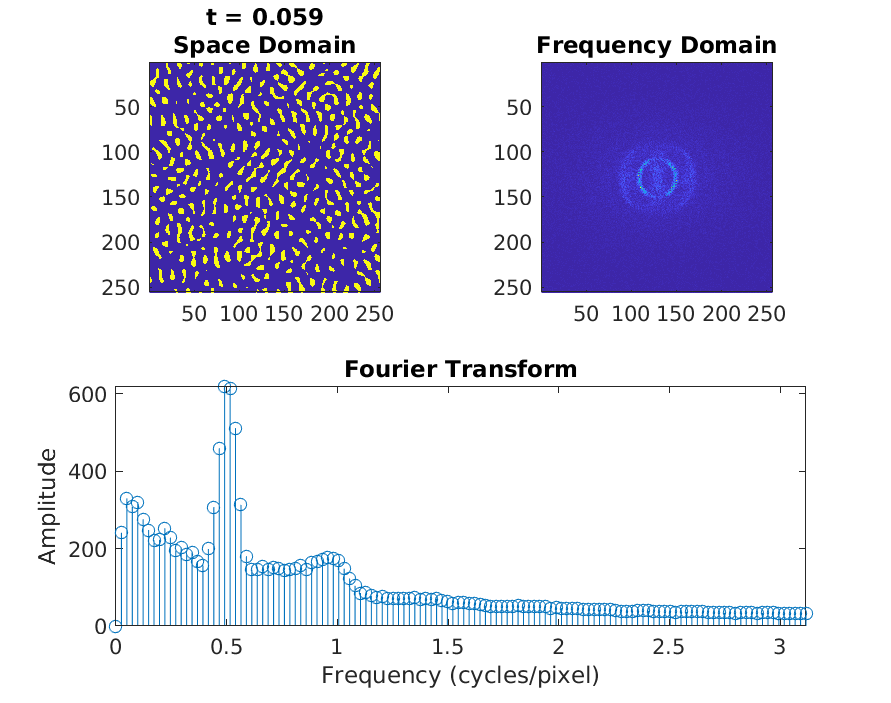 t = 0.059
Space Domain
50
100
150
200
250
50 100 150 200 250
Frequency Domain
50
100
150
200
250
50 100 150 200 250
Fourier Transform
Amplitude
600
400
200
0
0 0.5 1 1.5 2 2.5 3
Frequency (cycles/pixel)